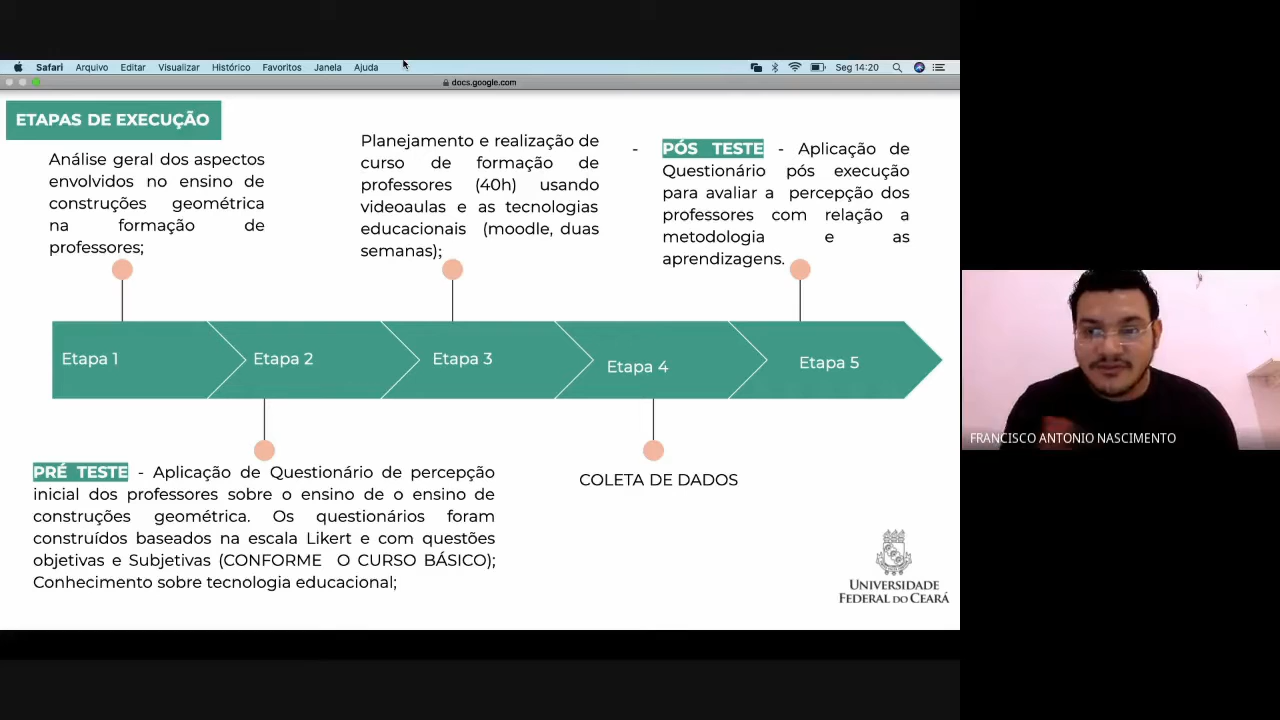 Safari Arquivo Editar Visualizar Histórico Favoritos Janela Ajuda Seg 14:20
docs.google.com
ETAPAS DE EXECUÇÃO
Análise geral dos aspectos
envolvidos no ensino de
construções geométrica
na formação de
professores;
Planejamento e realização de
curso de formação de
professores (40h) usando
videoaulas e as tecnologias
educacionais (moodle, duas
semanas);
- PÓS TESTE - Aplicação de
Questionário pós execução
para avaliar a percepção dos
professores com relação a
metodologia e as
aprendizagens.
Etapa 1
Etapa 2
Etapa 3
Etapa 4
Etapa 5
PRÉ TESTE - Aplicação de Questionário de percepção
inicial dos professores sobre o ensino de o ensino de
construções geométrica. Os questionários foram
construídos baseados na escala Likert e com questões
objetivas e Subjetivas (CONFORME O CURSO BÁSICO);
Conhecimento sobre tecnologia educacional;
COLETA DE DADOS
UNIVERSIDADE
FEDERAL DO CEARÁ
FRANCISCO ANTONIO NASCIMENTO